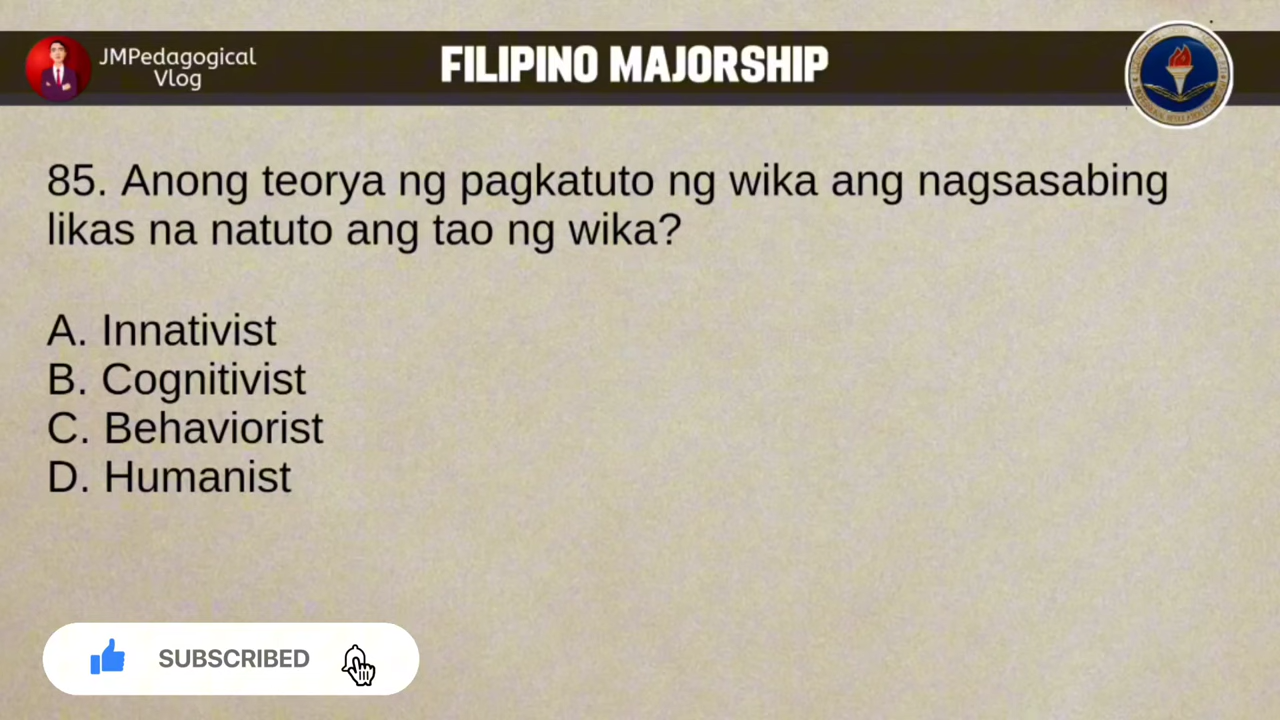 JMPedagogical
Vlog
FILIPINO MAJORSHIP
85. Anong teorya ng pagkatuto ng wika ang nagsasabing
likas na natuto ang tao ng wika?
A. Innativist
B. Cognitivist
C. Behaviorist
D. Humanist
SUBSCRIBED